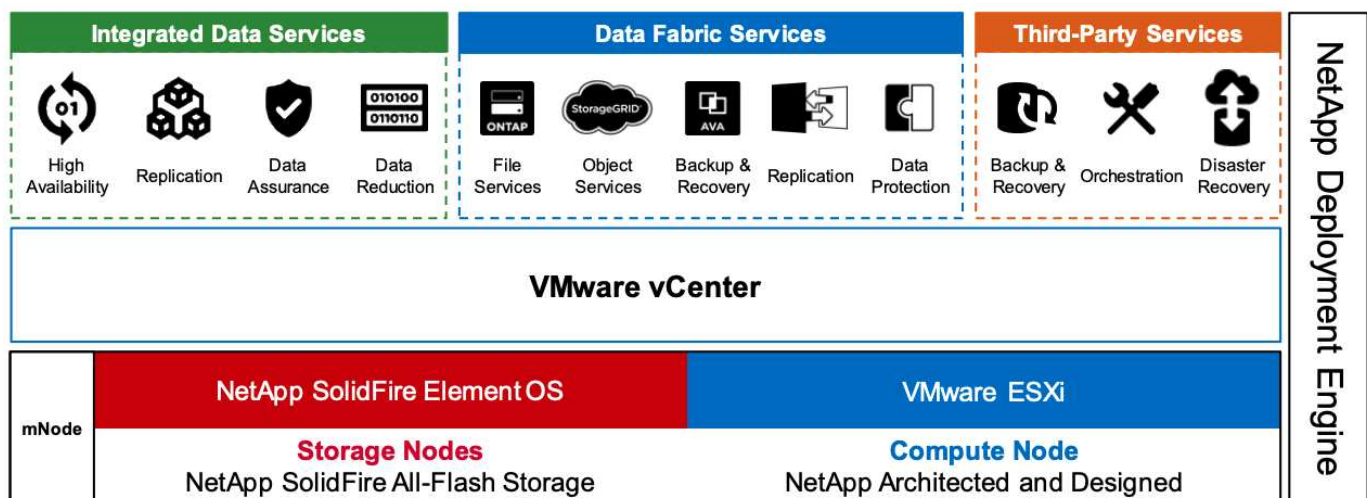 Integrated Data Services
01
High
Availability
Replication
Data
Assurance
010100
0110110
Data
Reduction
Data Fabric Services
ONTAP
File
Services
StorageGRID
Object
Services
AVA
Backup &
Recovery
Replication
Data
Protection
Third-Party Services
Backup &
Recovery
Orchestration
Disaster
Recovery
NetApp Deployment Engine
VMware vCenter
mNode
NetApp SolidFire Element OS
Storage Nodes
NetApp SolidFire All-Flash Storage
VMware ESXi
Compute Node
NetApp Architected and Designed